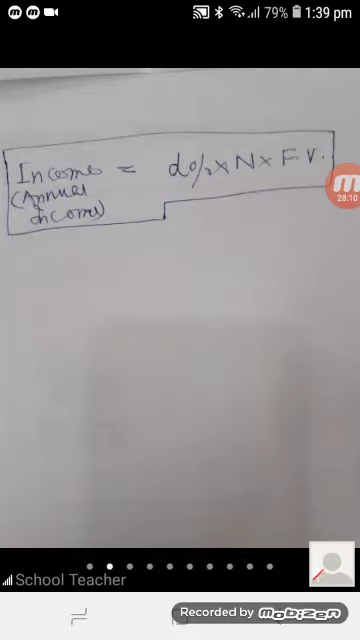 79% 1:39 pm
Income = d% x N x F.V.
(Annual
Income)
28:10
School Teacher
Recorded by mobizen